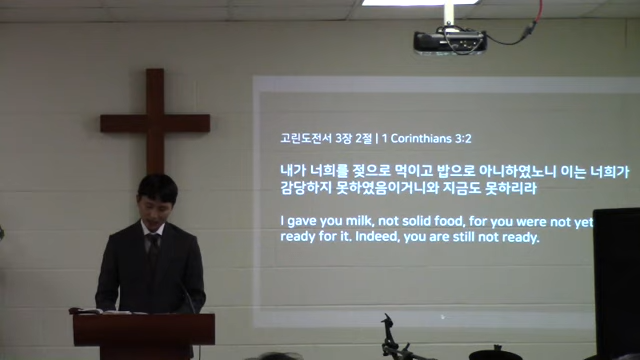 고린도전서 3장 2절 | 1 Corinthians 3:2
내가 너희를 젖으로 먹이고 밥으로 아니하였노니 이는 너희가
감당하지 못하였음이거니와 지금도 못하리라
I gave you milk, not solid food, for you were not yet
ready for it. Indeed, you are still not ready.